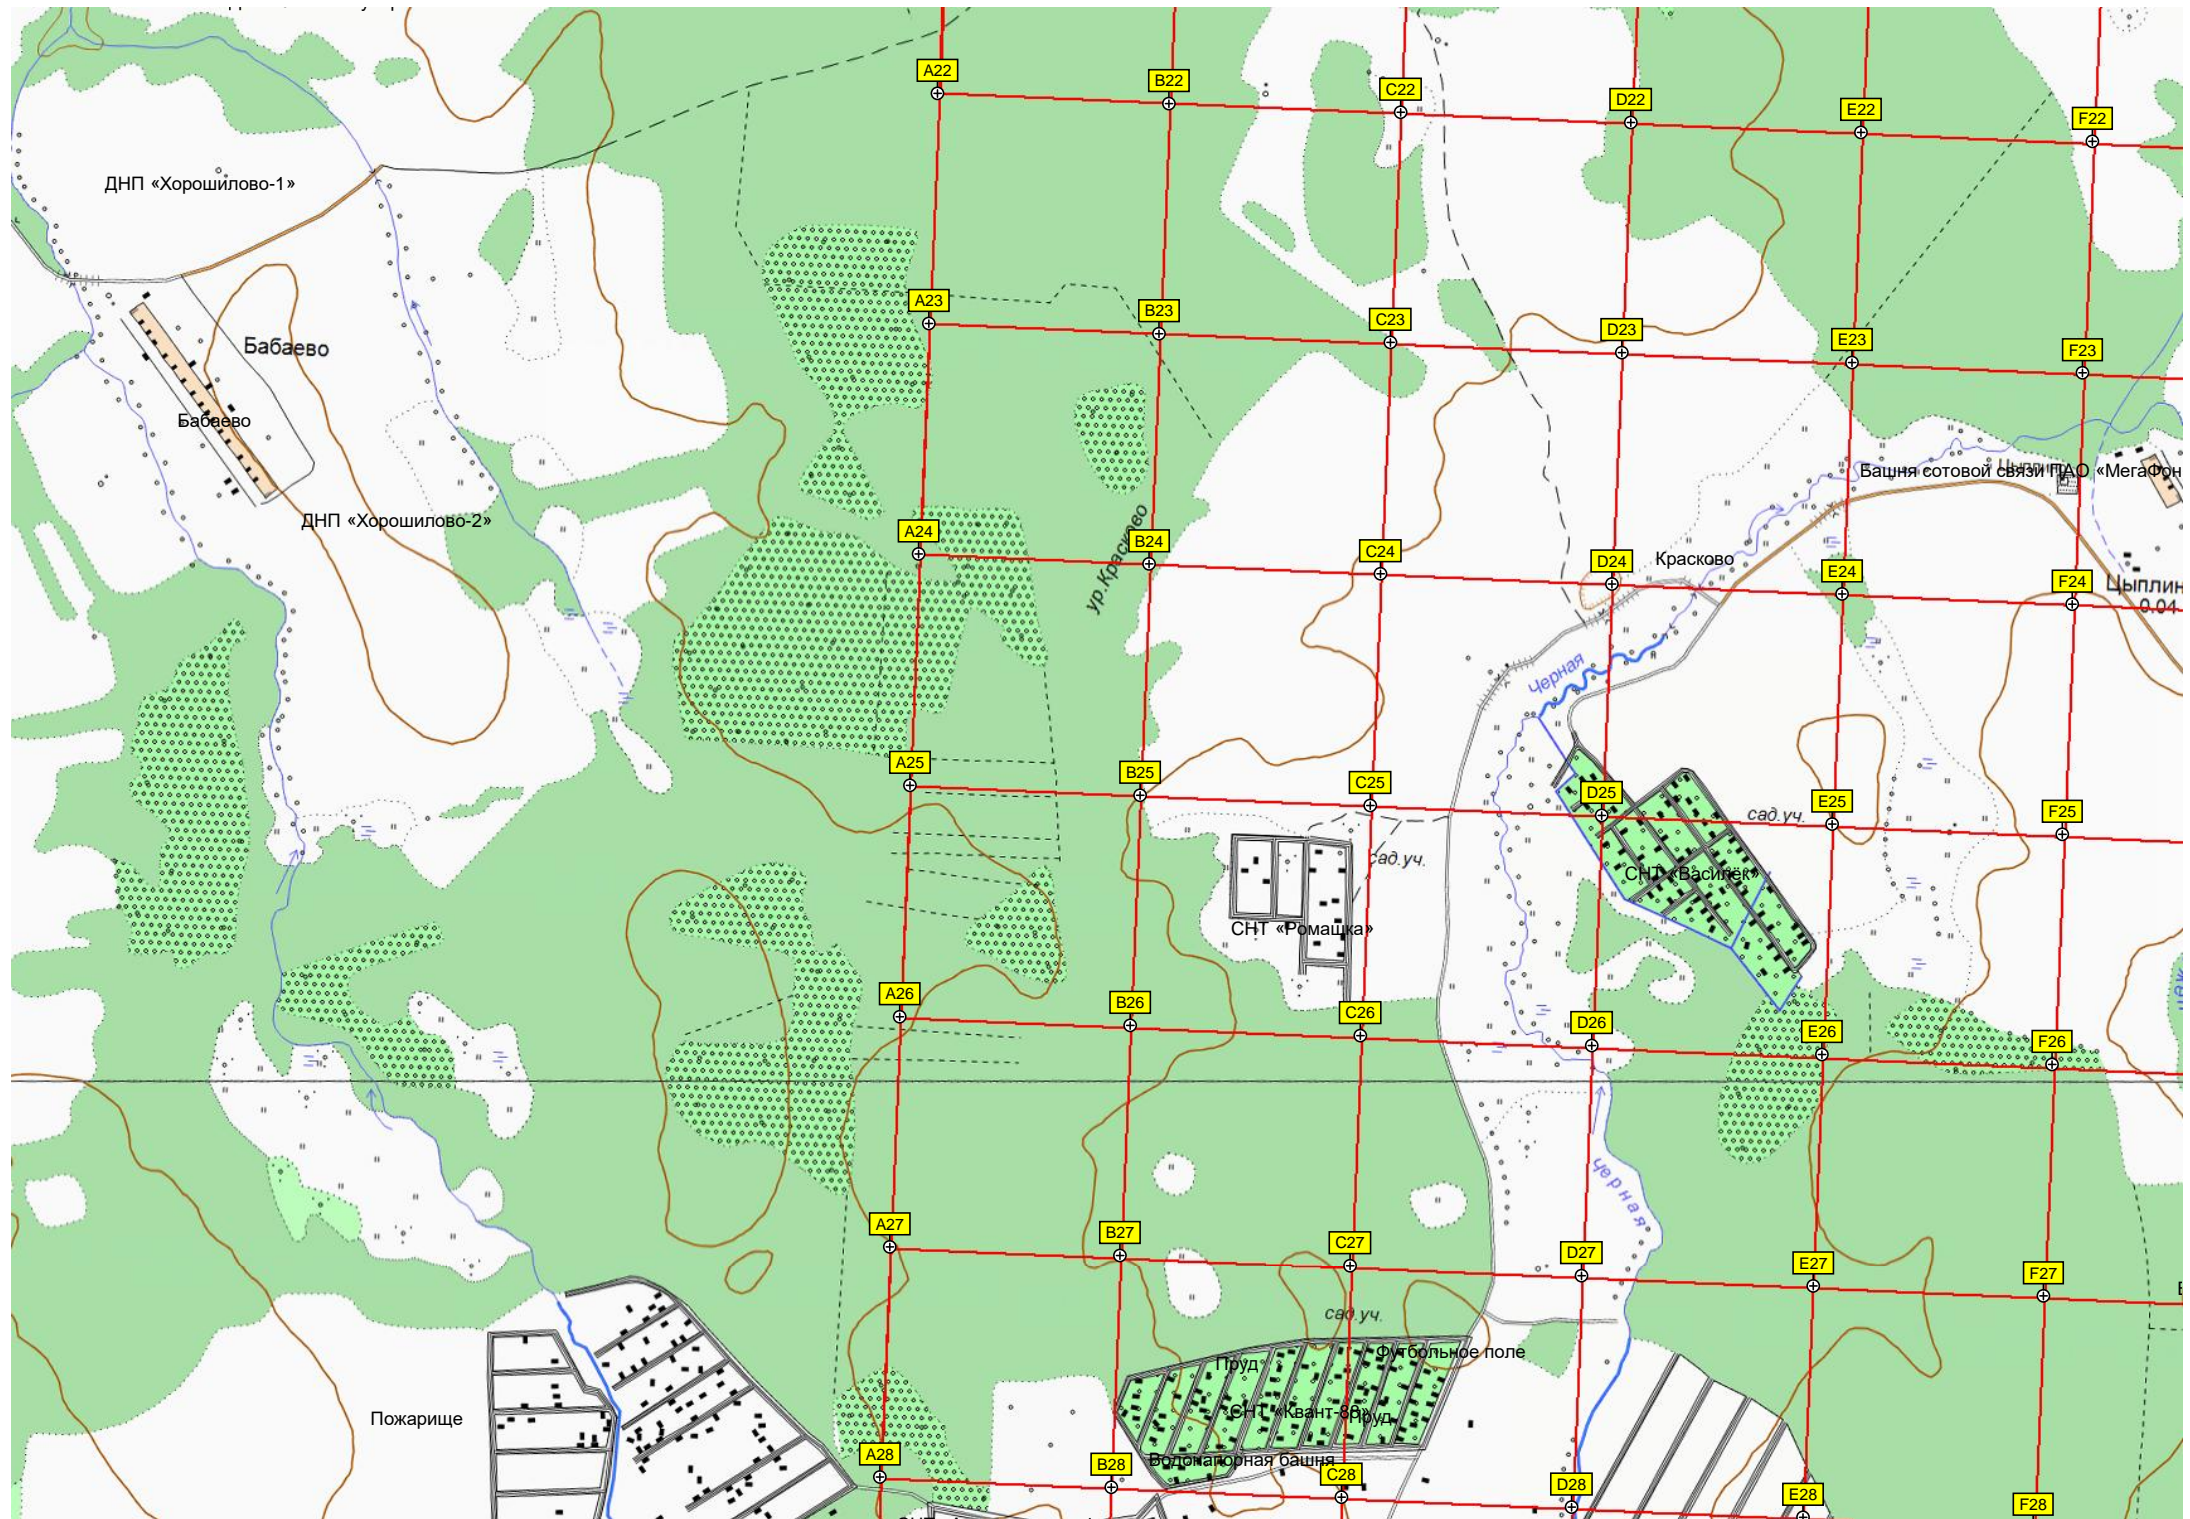 A22
B22
C22
D22
E22
F22
ДНП «Хорошилово-1»
A23
B23
C23
D23
E23
F23
Бабаево
Бабаево
Башня сотовой связи ПАО «МегаФон
ДНП «Хорошилово-2»
ур.Красково
A24
B24
C24
D24
Красково
E24
F24
Цыплин
0.04
Черная
A25
B25
C25
D25
сад.уч.
E25
F25
сад.уч.
СНТ «Василёк»
СНТ «Ромашка»
A26
B26
C26
D26
E26
F26
Черная
A27
B27
C27
D27
E27
F27
сад.уч.
Футбольное поле
Пруд
Пожарище
СНТ «Квант-88»
Пруд
Водонапорная башня
A28
B28
C28
D28
E28
F28